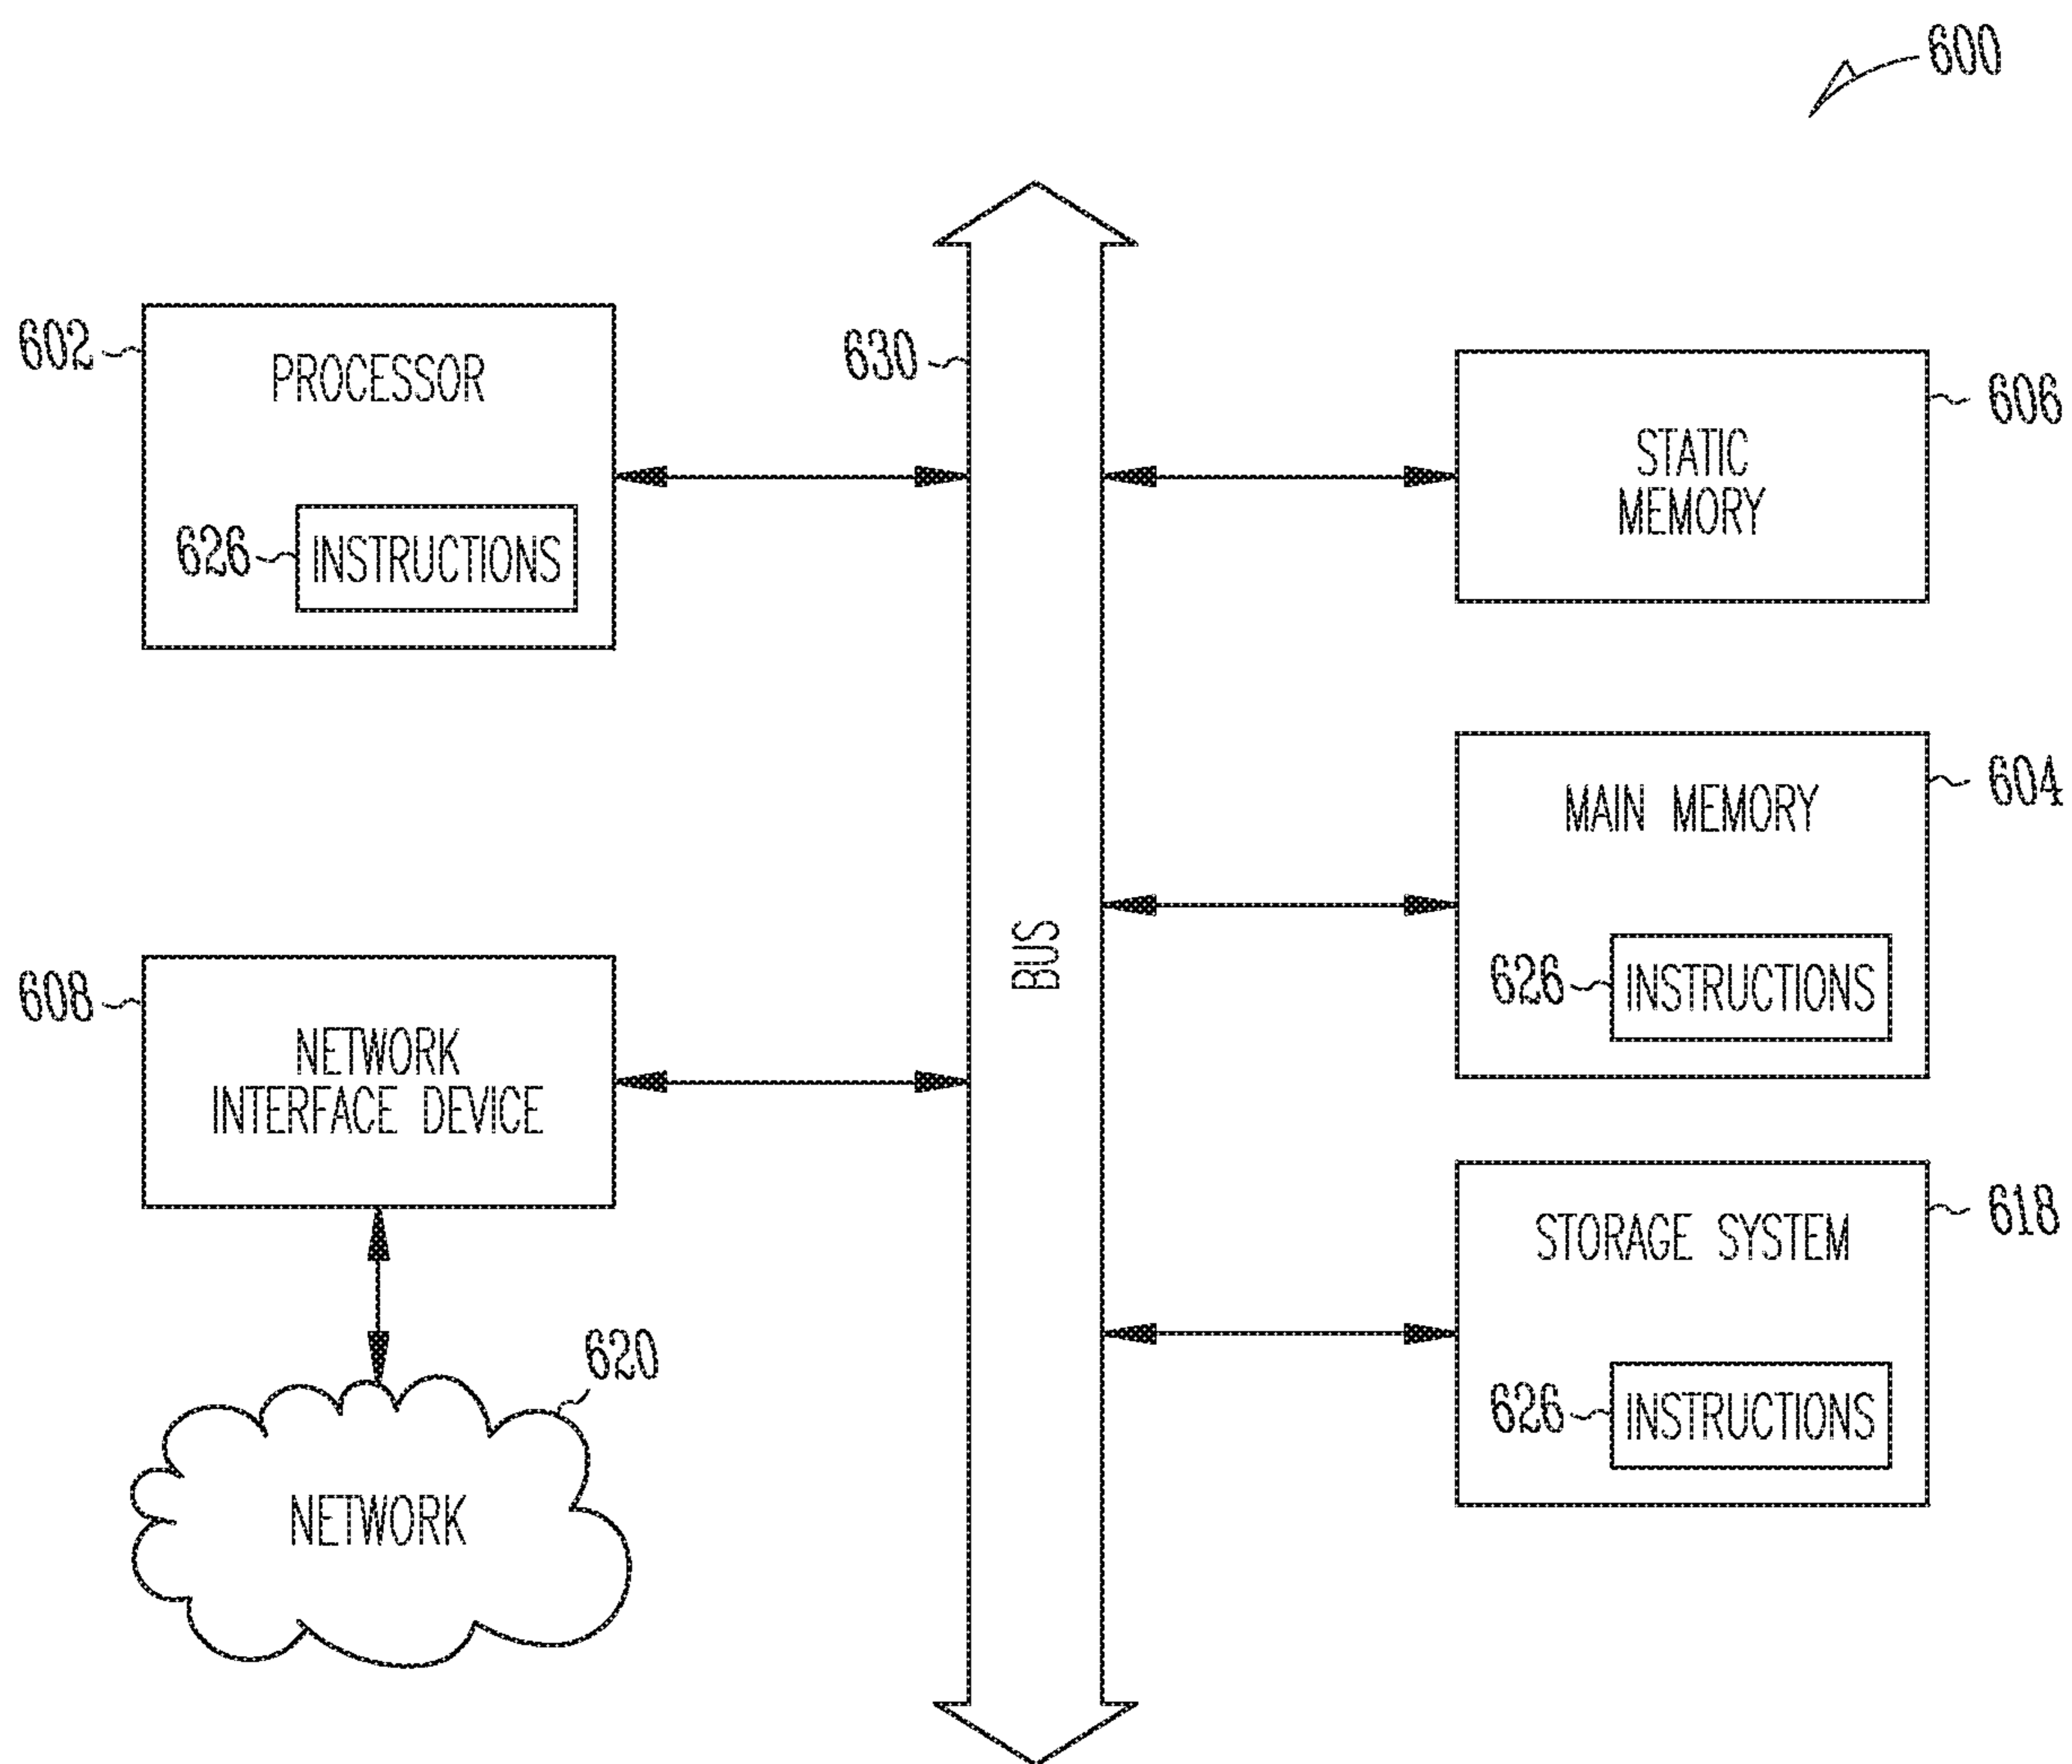 600
602
PROCESSOR
626
INSTRUCTIONS
630
BUS
606
STATIC
MEMORY
604
MAIN MEMORY
626
INSTRUCTIONS
608
NETWORK
INTERFACE DEVICE
618
STORAGE SYSTEM
626
INSTRUCTIONS
620
NETWORK